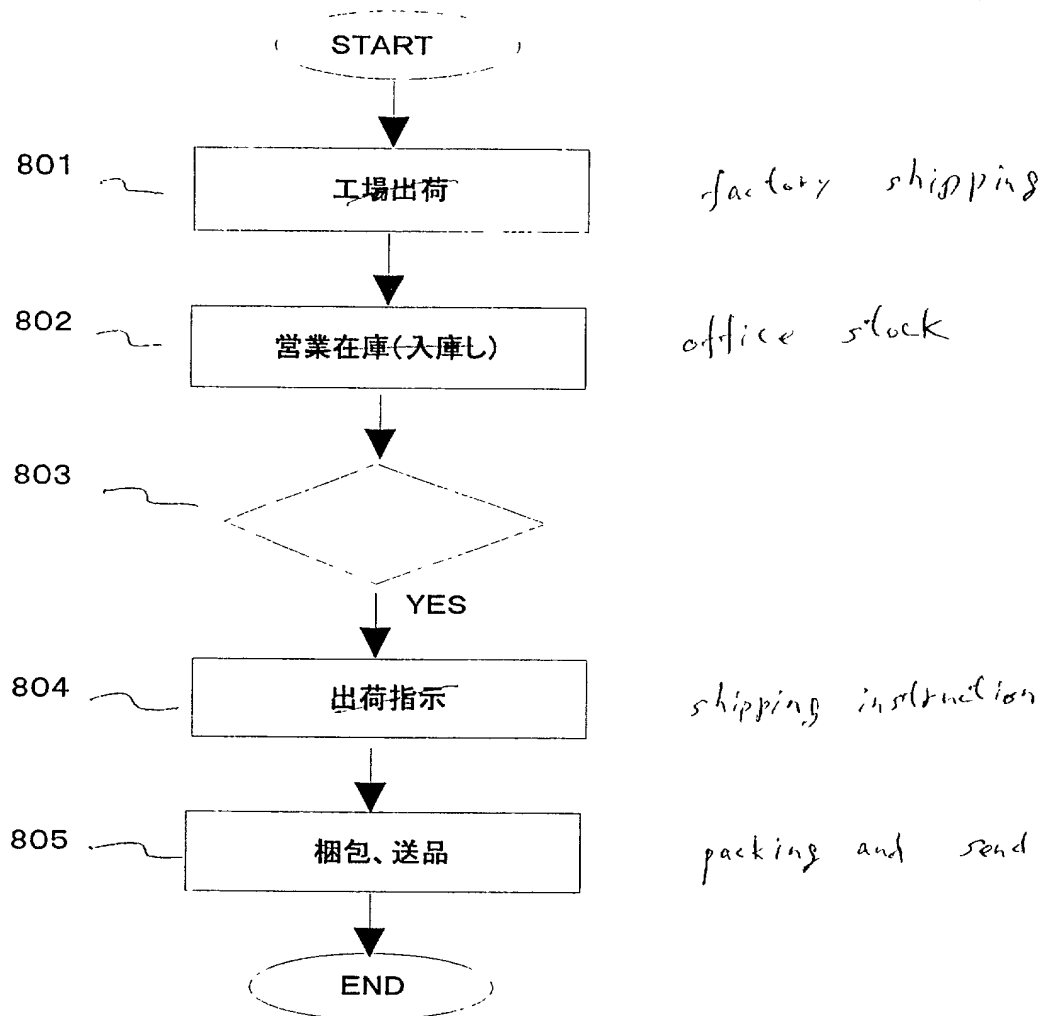 START
801 工場出荷 factory shipping
802 営業在庫(入庫し) office stock
803
YES
804 出荷指示 shipping instruction
805 梱包、送品 packing and send
END